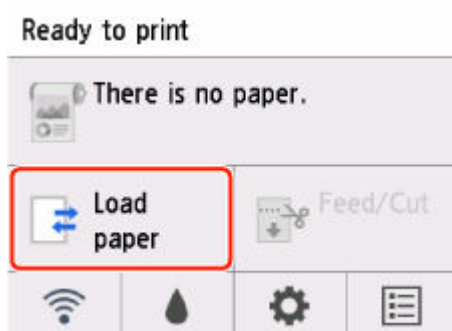 Ready to print
There is no paper.
Load
paper
Feed/Cut